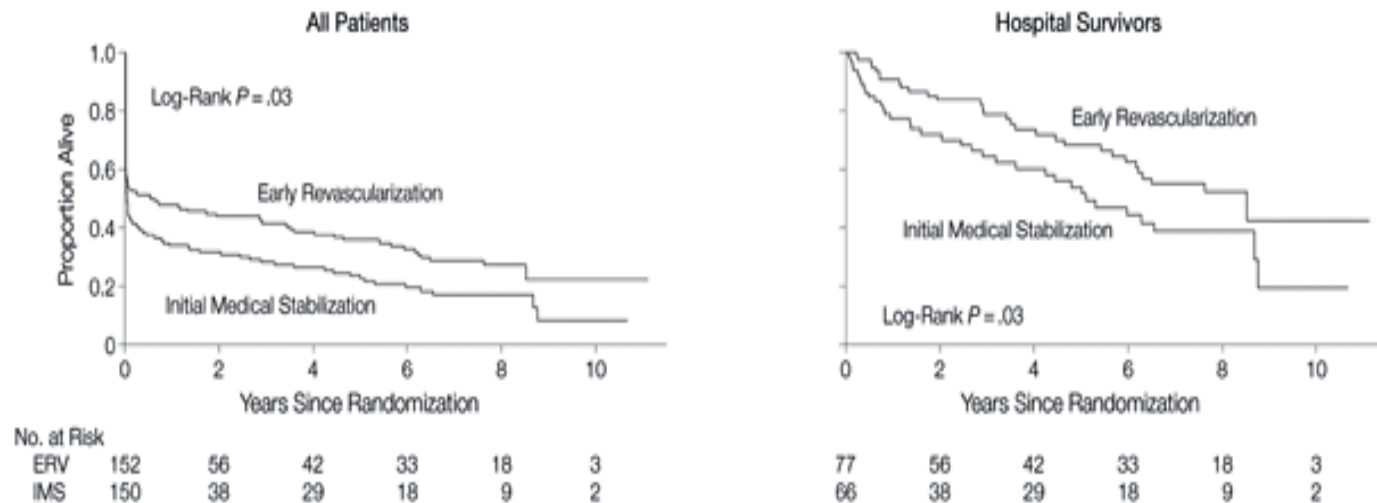 All Patients
1.0
0.8
0.6
0.4
0.2
0
Proportion Alive
Log-Rank P = .03
Early Revascularization
Initial Medical Stabilization
0 2 4 6 8 10
Years Since Randomization
Hospital Survivors
Early Revascularization
Initial Medical Stabilization
Log-Rank P = .03
0 2 4 6 8 10
Years Since Randomization
No. at Risk
ERV 152 56 42 33 18 3 77 56 42 33 18 3
IMS 150 38 29 18 9 2 66 38 29 18 9 2